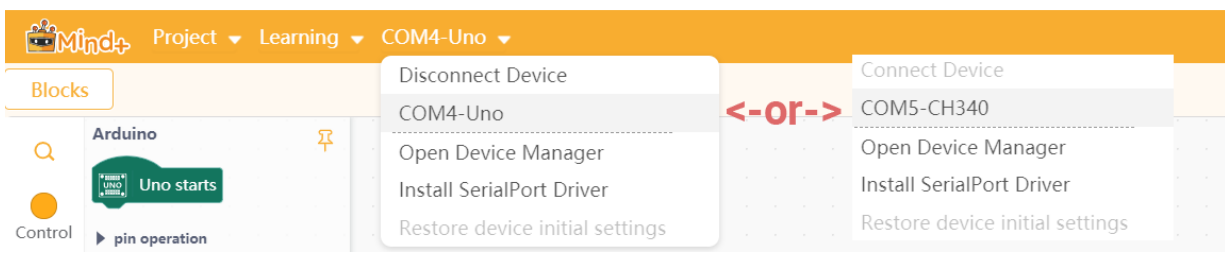 Mind+ Project Learning COM4-Uno
Blocks
Arduino
UNO Uno starts
Control
pin operation
Disconnect Device
COM4-Uno
Open Device Manager
Install SerialPort Driver
Restore device initial settings
<-or->
Connect Device
COM5-CH340
Open Device Manager
Install SerialPort Driver
Restore device initial settings